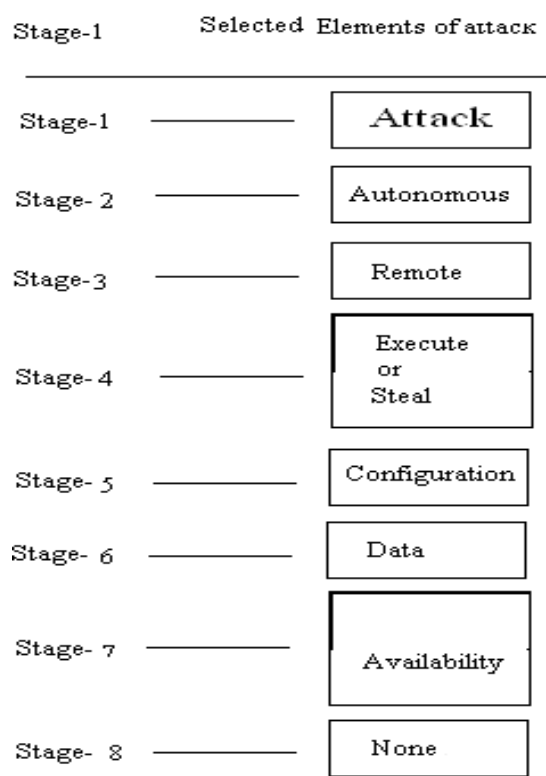 Stage-1 Selected Elements of attack
Stage-1 Attack
Stage- 2 Autonomous
Stage-3 Remote
Stage-4 Execute
or
Steal
Stage- 5 Configuration
Stage- 6 Data
Stage- 7 Availability
Stage- 8 None